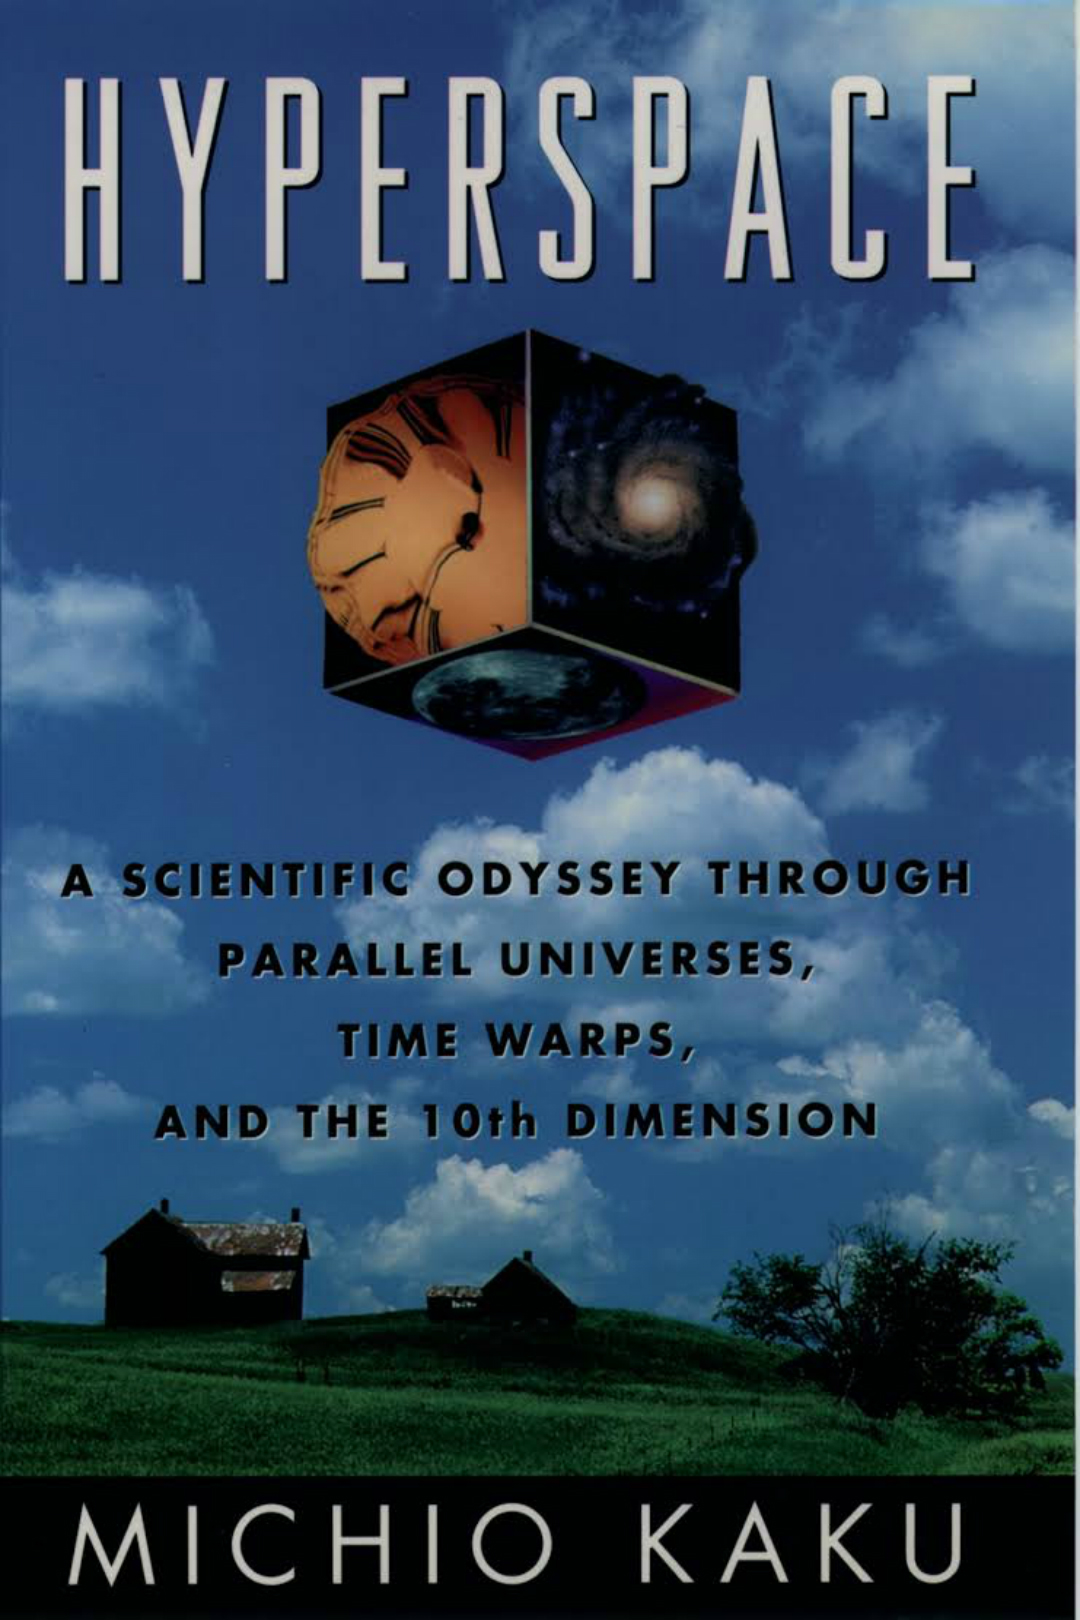 HYPERSPACE
A SCIENTIFIC ODYSSEY THROUGH
PARALLEL UNIVERSES,
TIME WARPS,
AND THE 10th DIMENSION
MICHIO KAKU